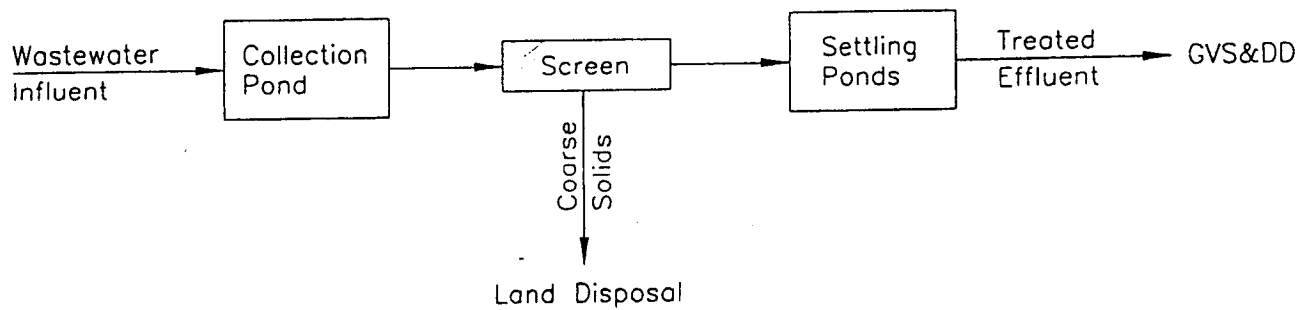 Wastewater
Influent
Collection
Pond
Screen
Coarse
Solids
Land Disposal
Settling
Ponds
Treated
Effluent
GVS&DD